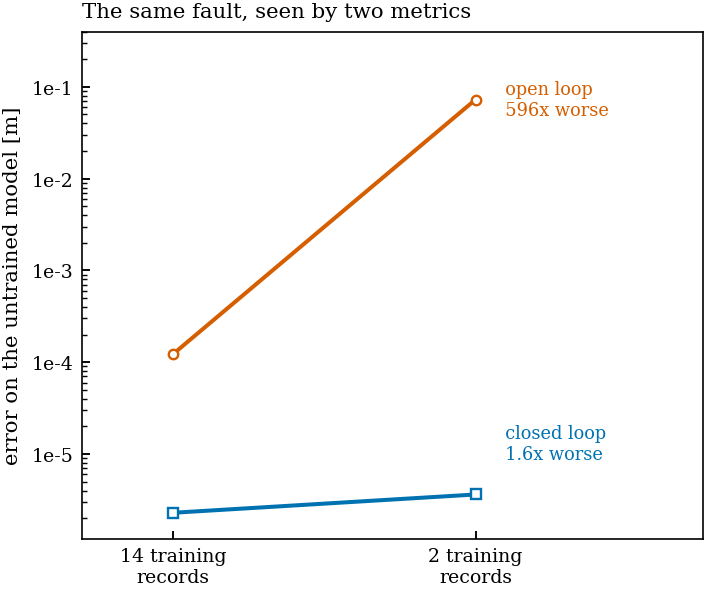 The same fault, seen by two metrics
error on the untrained model [m]
1e-1
1e-2
1e-3
1e-4
1e-5
open loop
596x worse
closed loop
1.6x worse
14 training
records
2 training
records